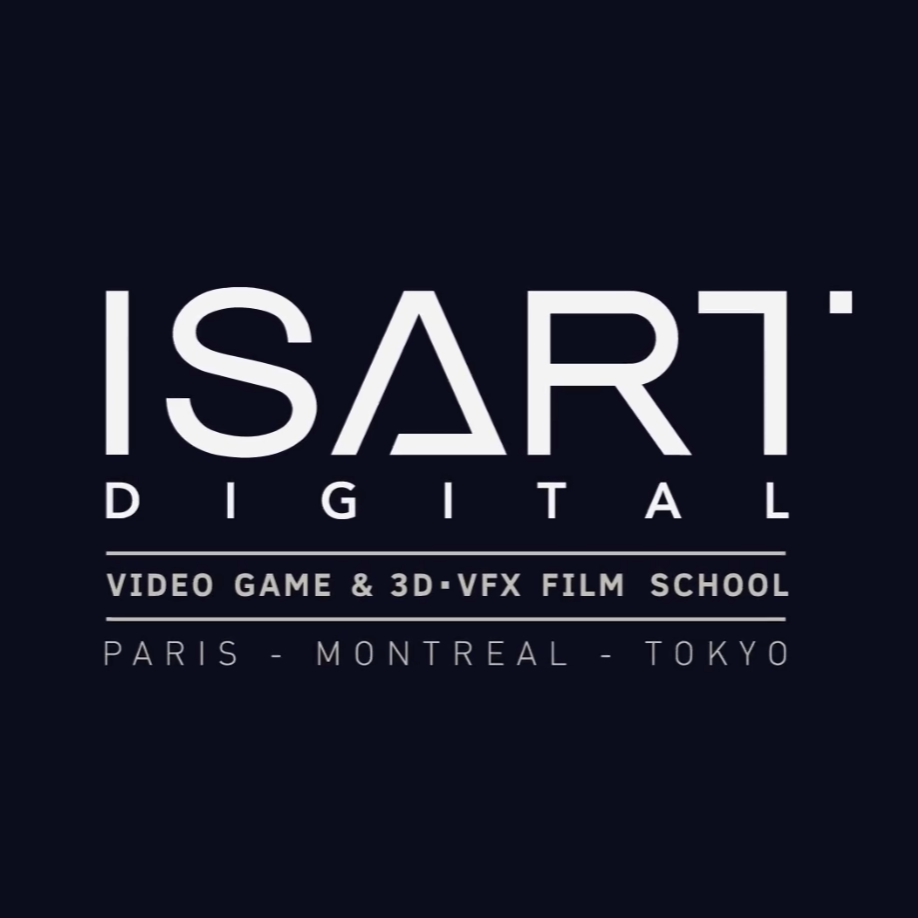 ISART
DIGITAL
VIDEO GAME & 3D▪VFX FILM SCHOOL
PARIS - MONTREAL - TOKYO